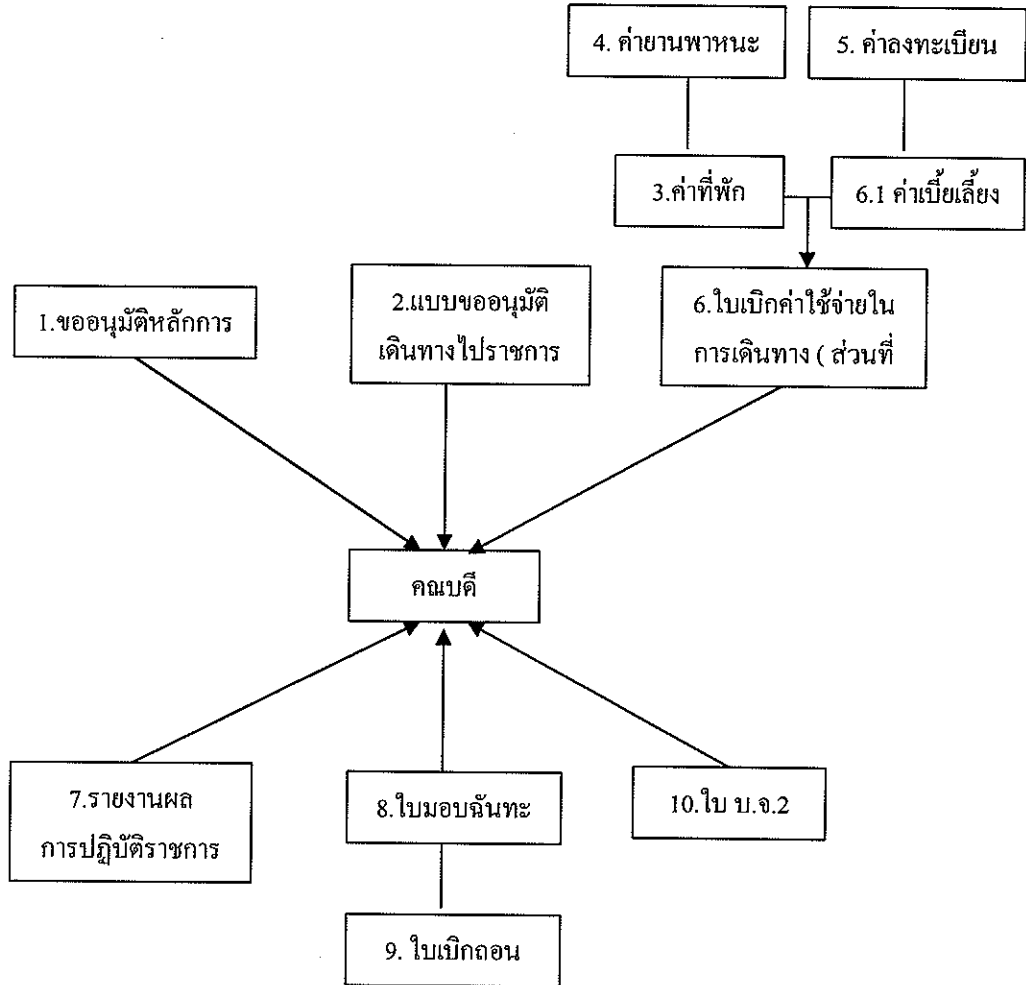 4. ค่ายานพาหนะ
5. ค่าลงทะเบียน
3.ค่าที่พัก
6.1 ค่าเบี้ยเลี้ยง
1.ขออนุมัติหลักการ
2.แบบขออนุมัติ
เดินทางไปราชการ
6.ใบเบิกค่าใช้จ่ายใน
การเดินทาง ( ส่วนที่
คณบดี
7.รายงานผล
การปฏิบัติราชการ
8.ใบมอบฉันทะ
10.ใบ บ.จ.2
9. ใบเบิกถอน